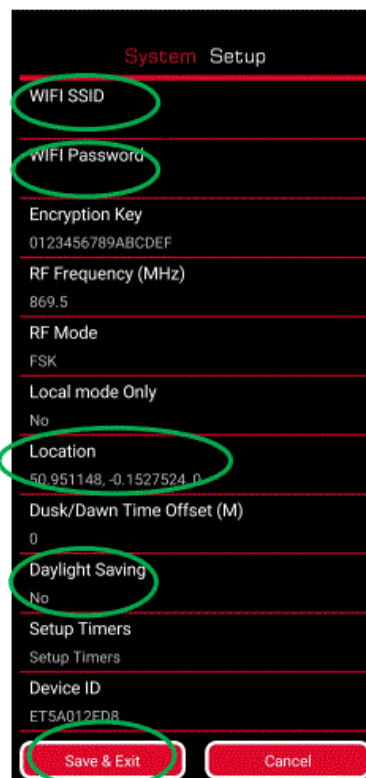 System Setup
WIFI SSID
WIFI Password
Encryption Key
0123456789ABCDEF
RF Frequency (MHz)
869.5
RF Mode
FSK
Local mode Only
No
Location
50.951148, -0.1527524, 0
Dusk/Dawn Time Offset (M)
0
Daylight Saving
No
Setup Timers
Setup Timers
Device ID
ET5A012ED8
Save & Exit
Cancel